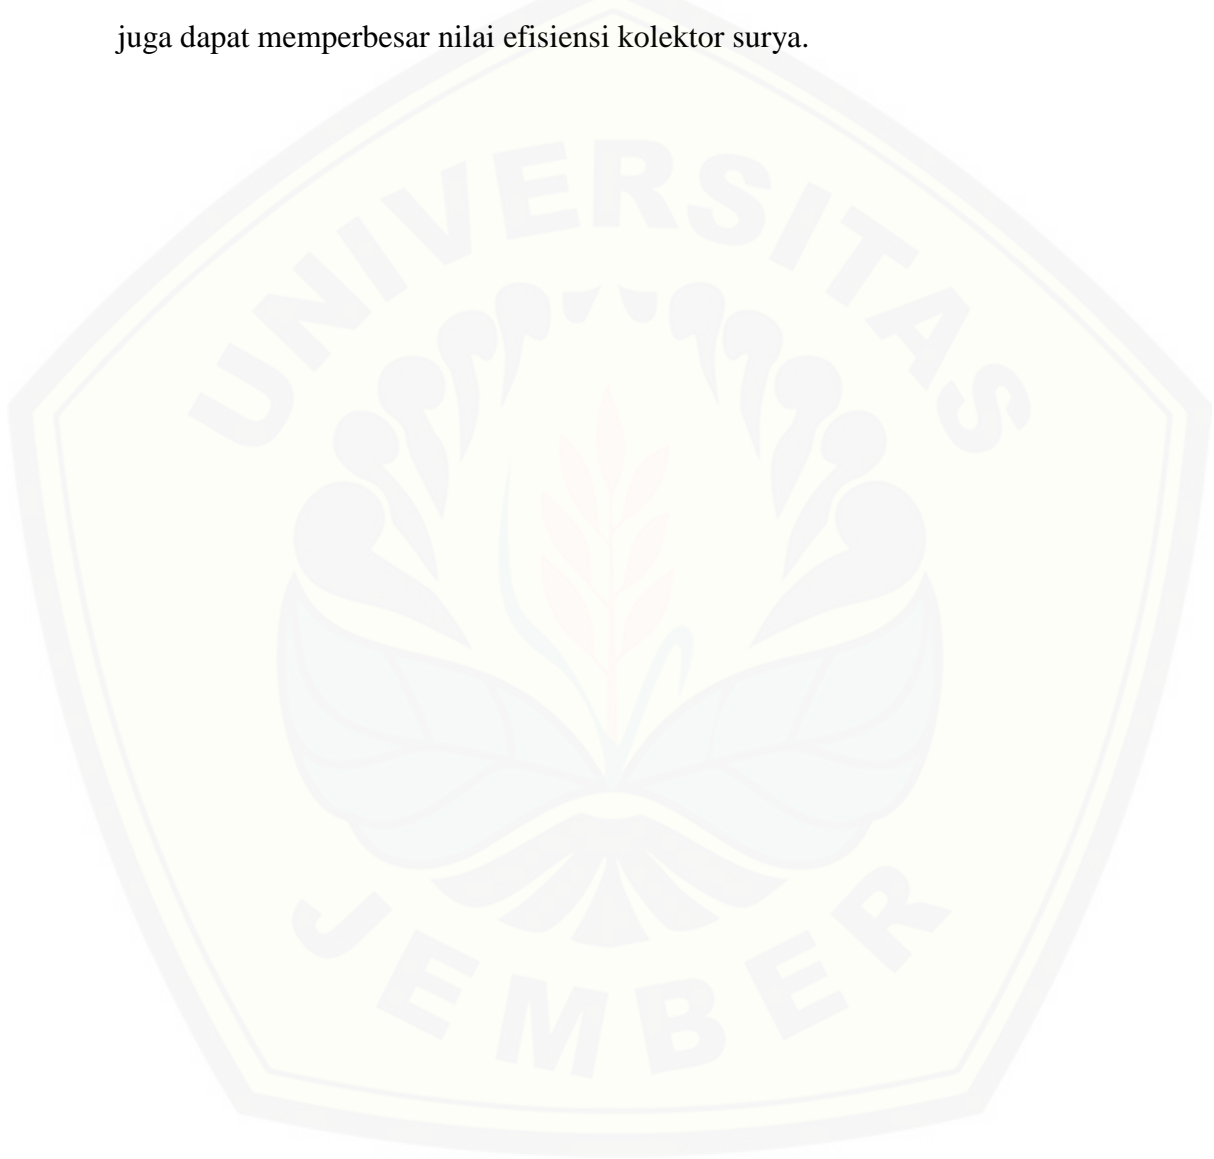 juga dapat memperbesar nilai efisiensi kolektor surya.
UNIVERSITAS
JEMBER